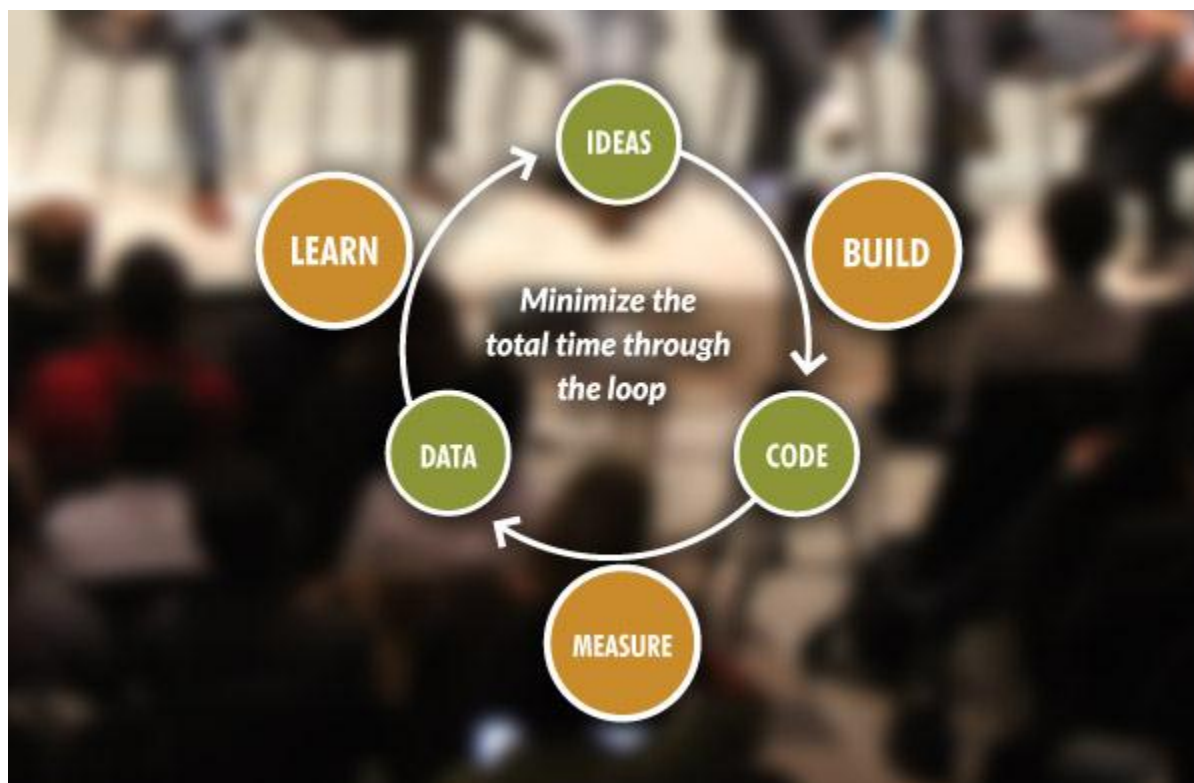 IDEAS
LEARN
BUILD
Minimize the
total time through
the loop
DATA
CODE
MEASURE